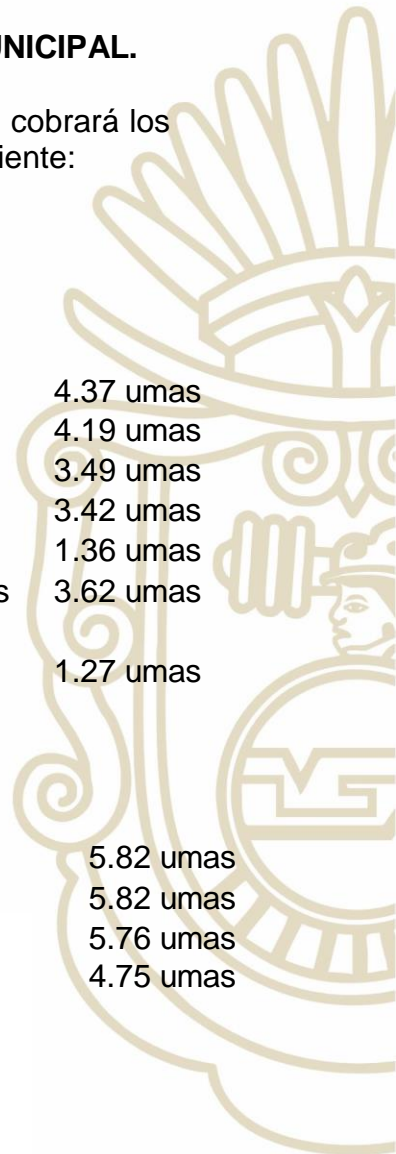 UNICIPAL.
cobrará los
iente:
4.37 umas
4.19 umas
3.49 umas
3.42 umas
1.36 umas
s 3.62 umas
1.27 umas
5.82 umas
5.82 umas
5.76 umas
4.75 umas